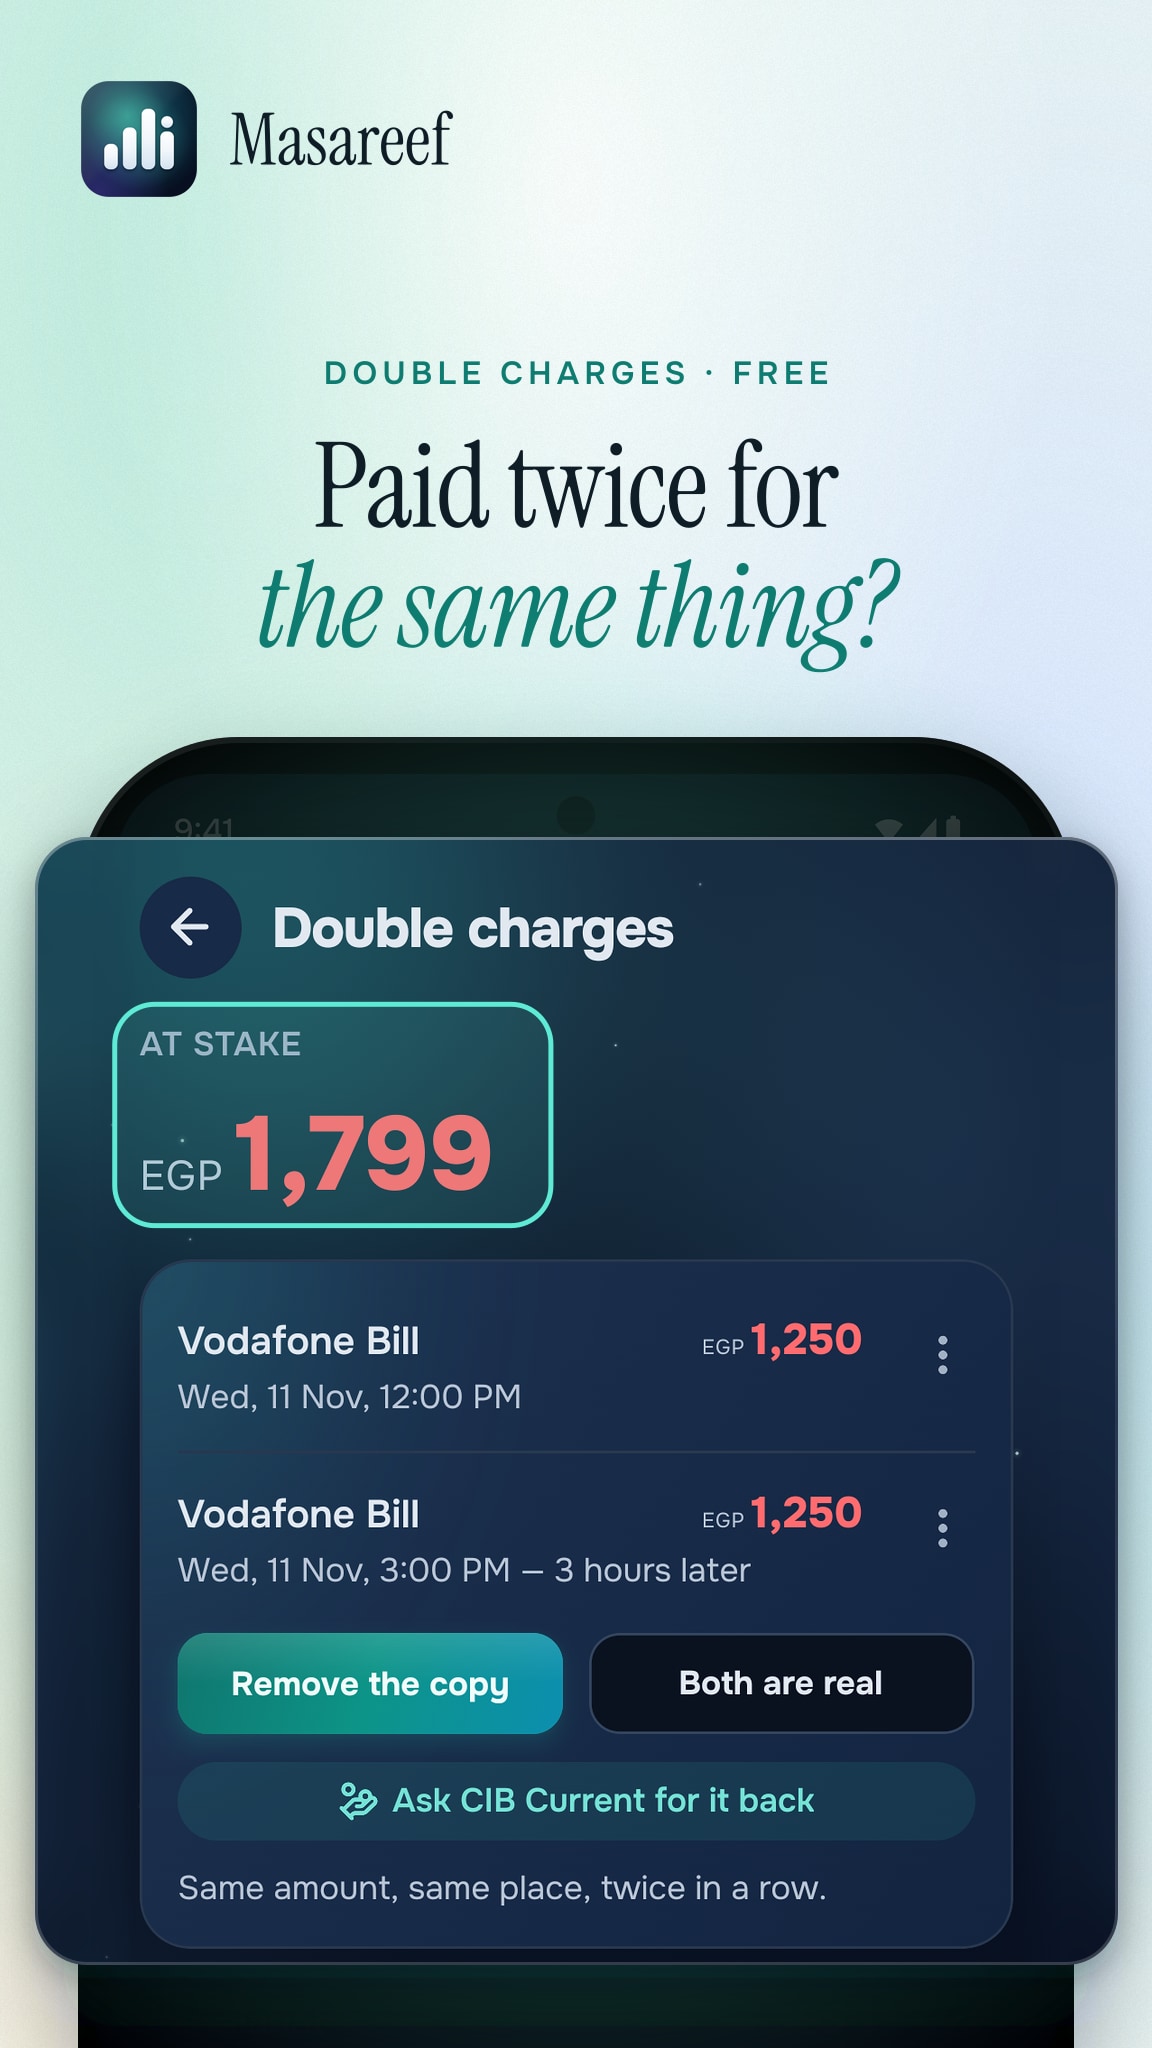 Masareef
DOUBLE CHARGES · FREE
Paid twice for
the same thing?
9:41
Double charges
AT STAKE
EGP 1,799
Vodafone Bill
EGP 1,250
Wed, 11 Nov, 12:00 PM
Vodafone Bill
EGP 1,250
Wed, 11 Nov, 3:00 PM — 3 hours later
Remove the copy
Both are real
Ask CIB Current for it back
Same amount, same place, twice in a row.